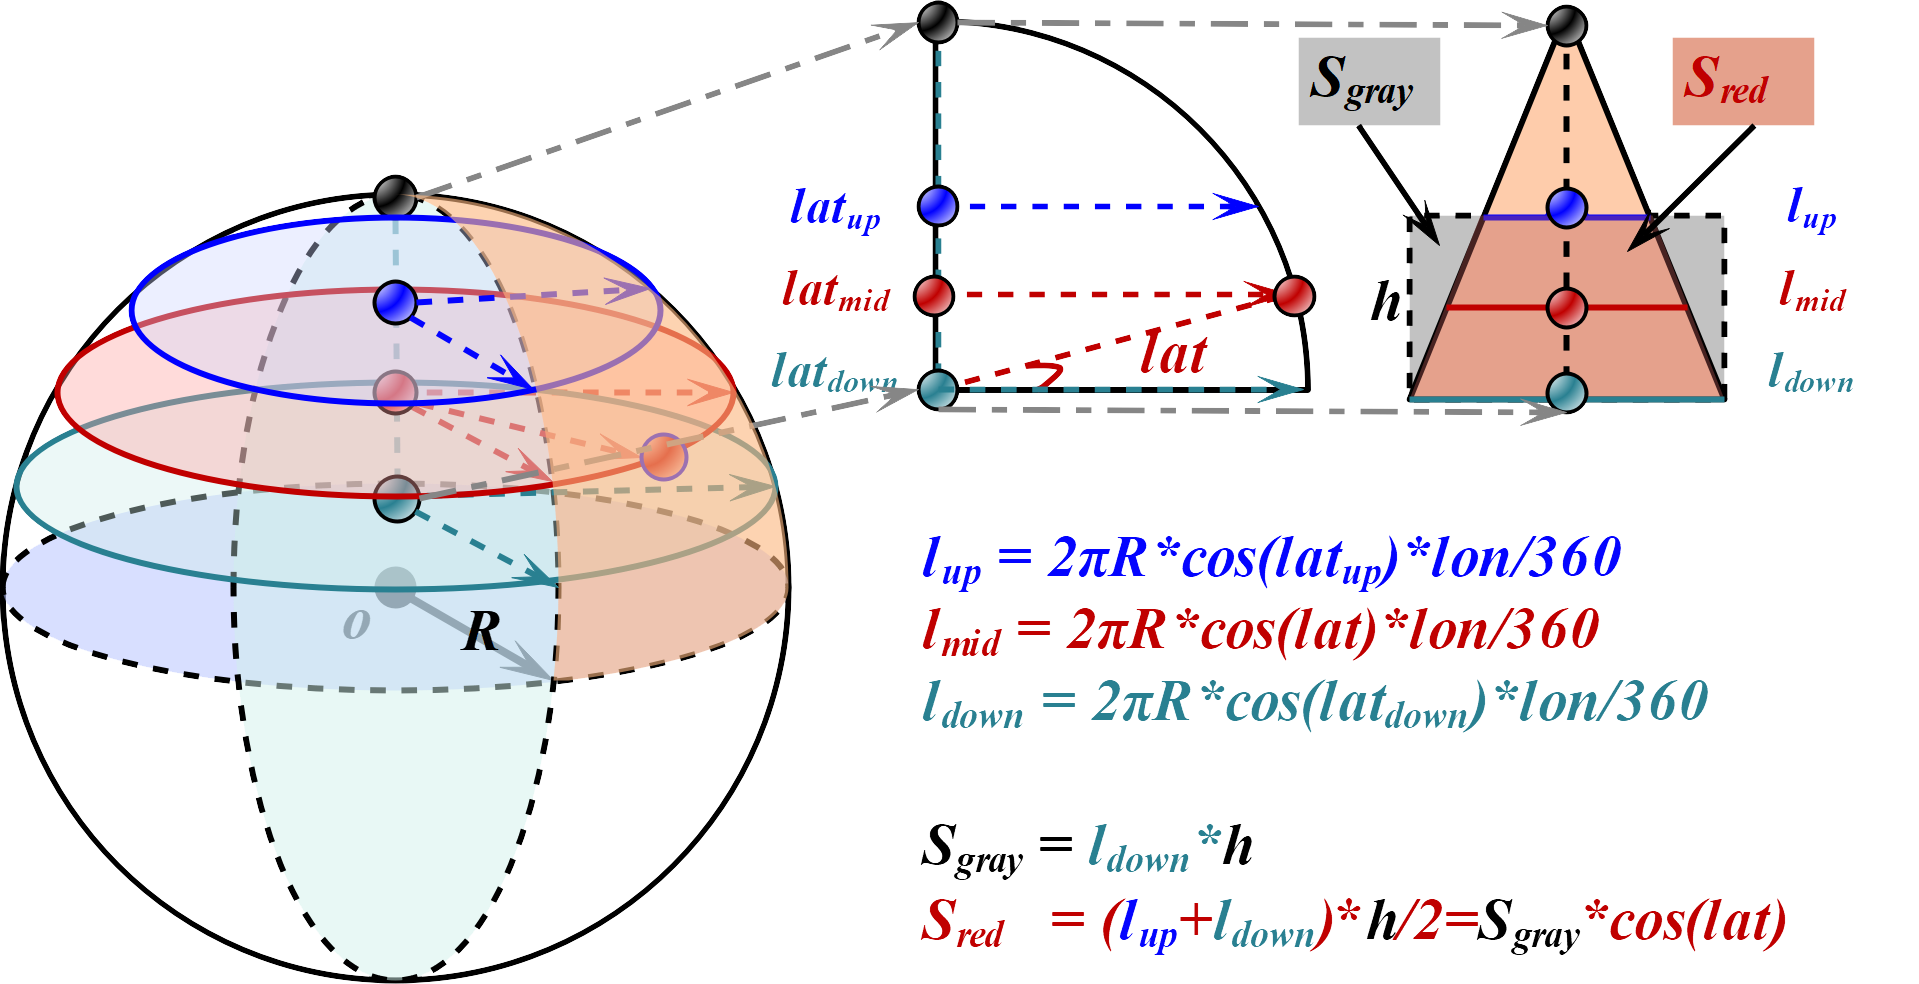 S_gray
S_red
lat_up
l_up
lat_mid
l_mid
h
lat_down
lat
l_down
o
R
l_up = 2πR*cos(lat_up)*lon/360
l_mid = 2πR*cos(lat)*lon/360
l_down = 2πR*cos(lat_down)*lon/360
S_gray = l_down*h
S_red = (l_up+l_down)*h/2=S_gray*cos(lat)